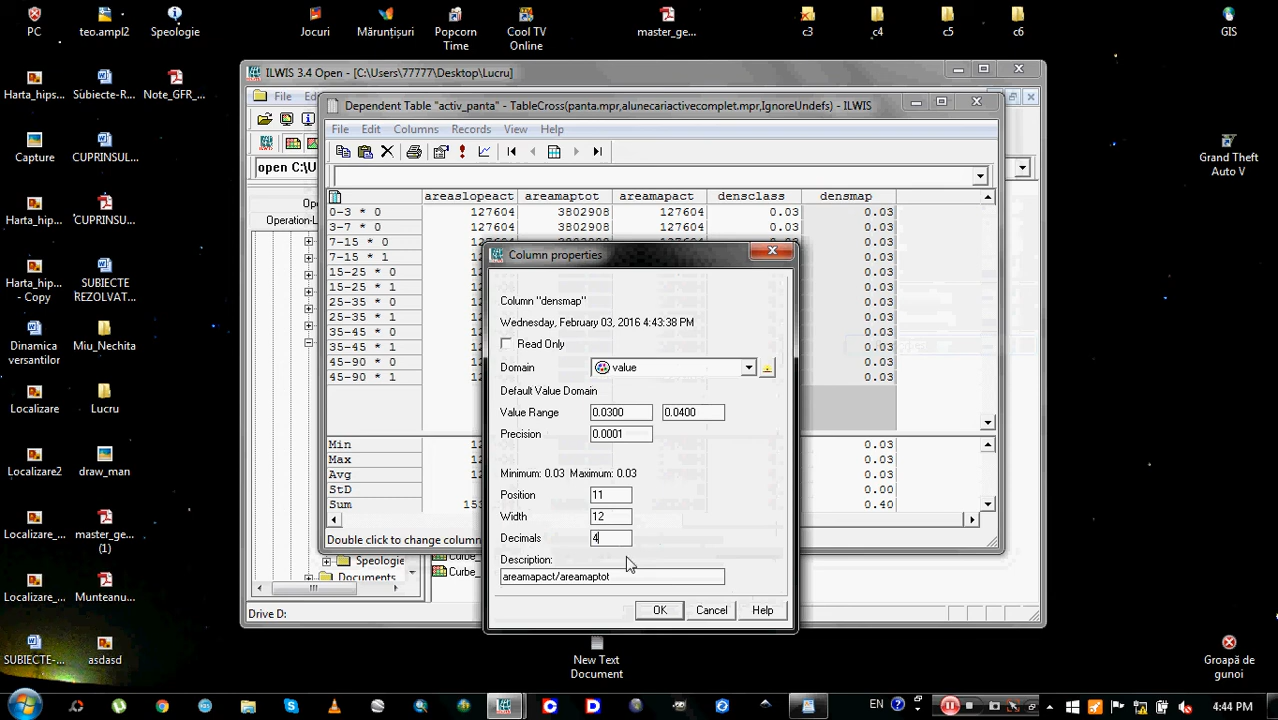 PC
teo.ampl2
Speologie
Jocuri
Mărunțișuri
Popcorn Time
Cool TV Online
master_ge...
c3
c4
c5
c6
GIS
ILWIS 3.4 Open - [C:\Users\77777\Desktop\Lucru]
File
Edit
Dependent Table "activ_panta" - TableCross(panta.mpr,alunecariactivecomplet.mpr,IgnoreUndefs) - ILWIS
File Edit Columns Records View Help
open C:\U
Operation-L
areaslopeact areamaptot areamapact densclass densmap
0-3 * 0 127604 3802908 127604 0.03 0.03
3-7 * 0 127604 3802908 127604 0.03 0.03
7-15 * 0 0.03
7-15 * 1 0.03
15-25 * 0 0.03
15-25 * 1 0.03
25-35 * 0 0.03
25-35 * 1 0.03
35-45 * 0 0.03
35-45 * 1 0.03
45-90 * 0 0.03
45-90 * 1 0.03
Min 0.03
Max 0.03
Avg 0.03
StD 0.00
Sum 0.40
Double click to change column
Column properties
Column "densmap"
Wednesday, February 03, 2016 4:43:38 PM
Read Only
Domain value
Default Value Domain
Value Range 0.0300 0.0400
Precision 0.0001
Minimum: 0.03 Maximum: 0.03
Position 11
Width 12
Decimals 4
Description:
areamapact/areamaptot
OK Cancel Help
Speologie
Documents
Curbe_
Drive D:
Harta_hips...
Subiecte-R...
Note_GFR_...
Capture
CUPRINSUL...
Harta_hip...
CUPRINSU...
Harta_hip... - Copy
SUBIECTE REZOLVAT...
Dinamica versantilor
Miu_Nechita
Localizare
Lucru
Localizare2
draw_man
Localizare_...
master_ge... (1)
Localizare_...
Munteanu...
SUBIECTE-...
asdasd
New Text Document
Grand Theft Auto V
Groapă de gunoi
EN
4:44 PM